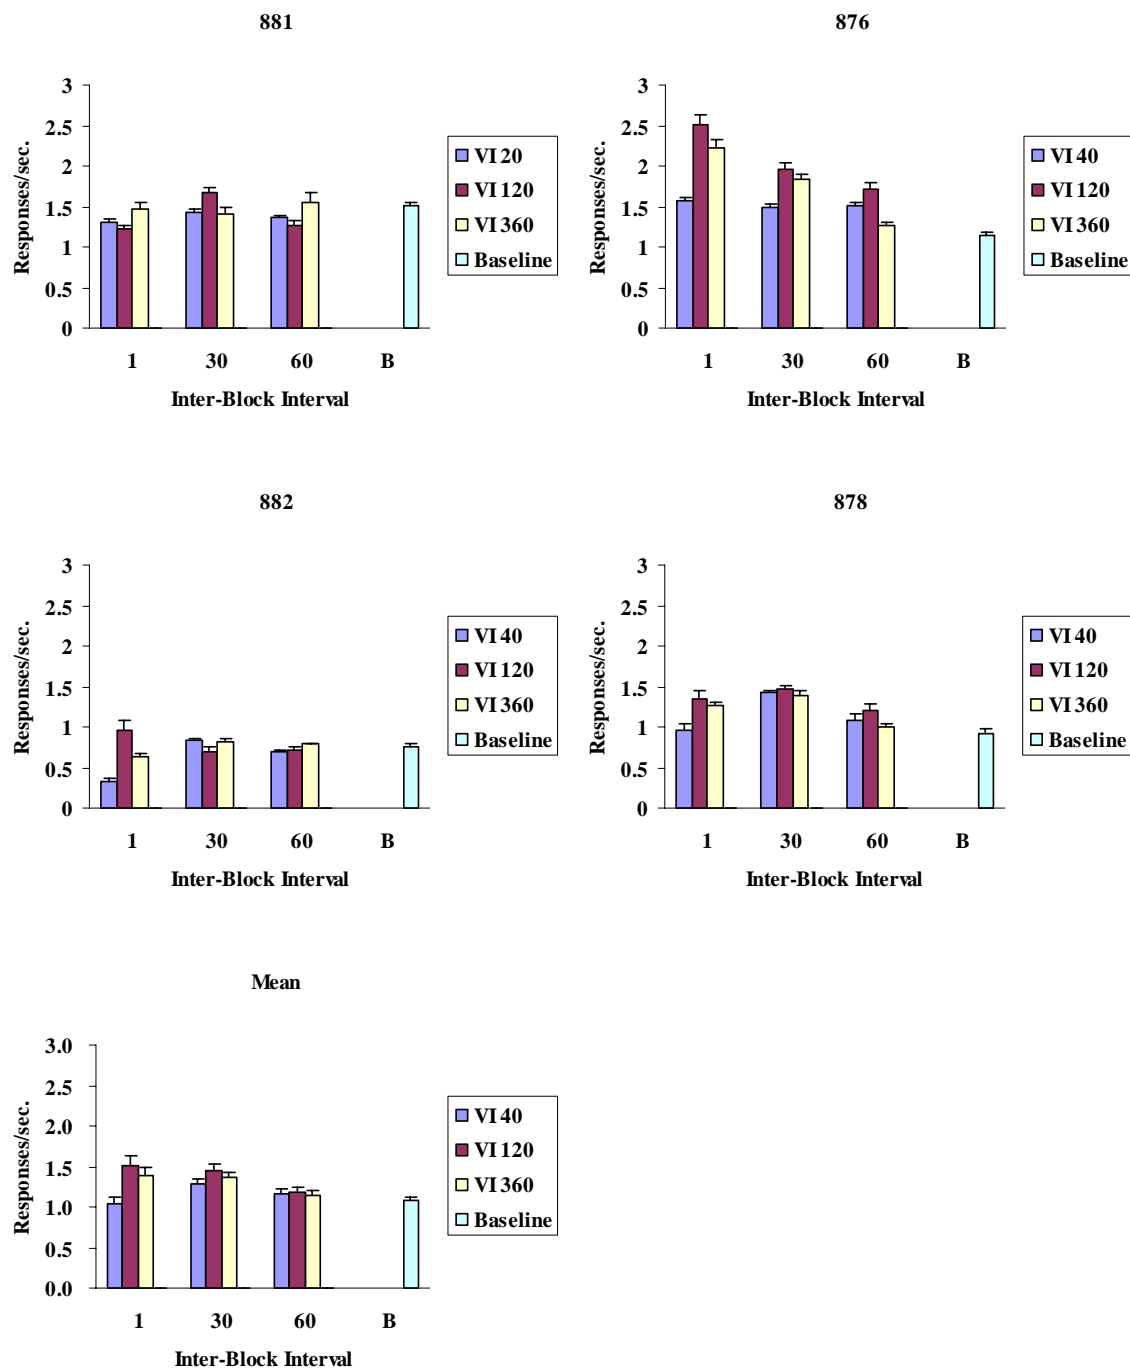 881
3
2.5
2
1.5
1
0.5
0
Responses/sec.
1 30 60 B
Inter-Block Interval
VI 20
VI 120
VI 360
Baseline
876
3
2.5
2
1.5
1
0.5
0
Responses/sec.
1 30 60 B
Inter-Block Interval
VI 40
VI 120
VI 360
Baseline
882
3
2.5
2
1.5
1
0.5
0
Responses/sec.
1 30 60 B
Inter-Block Interval
VI 40
VI 120
VI 360
Baseline
878
3
2.5
2
1.5
1
0.5
0
Responses/sec.
1 30 60 B
Inter-Block Interval
VI 40
VI 120
VI 360
Baseline
Mean
3.0
2.5
2.0
1.5
1.0
0.5
0.0
Responses/sec.
1 30 60 B
Inter-Block Interval
VI 40
VI 120
VI 360
Baseline